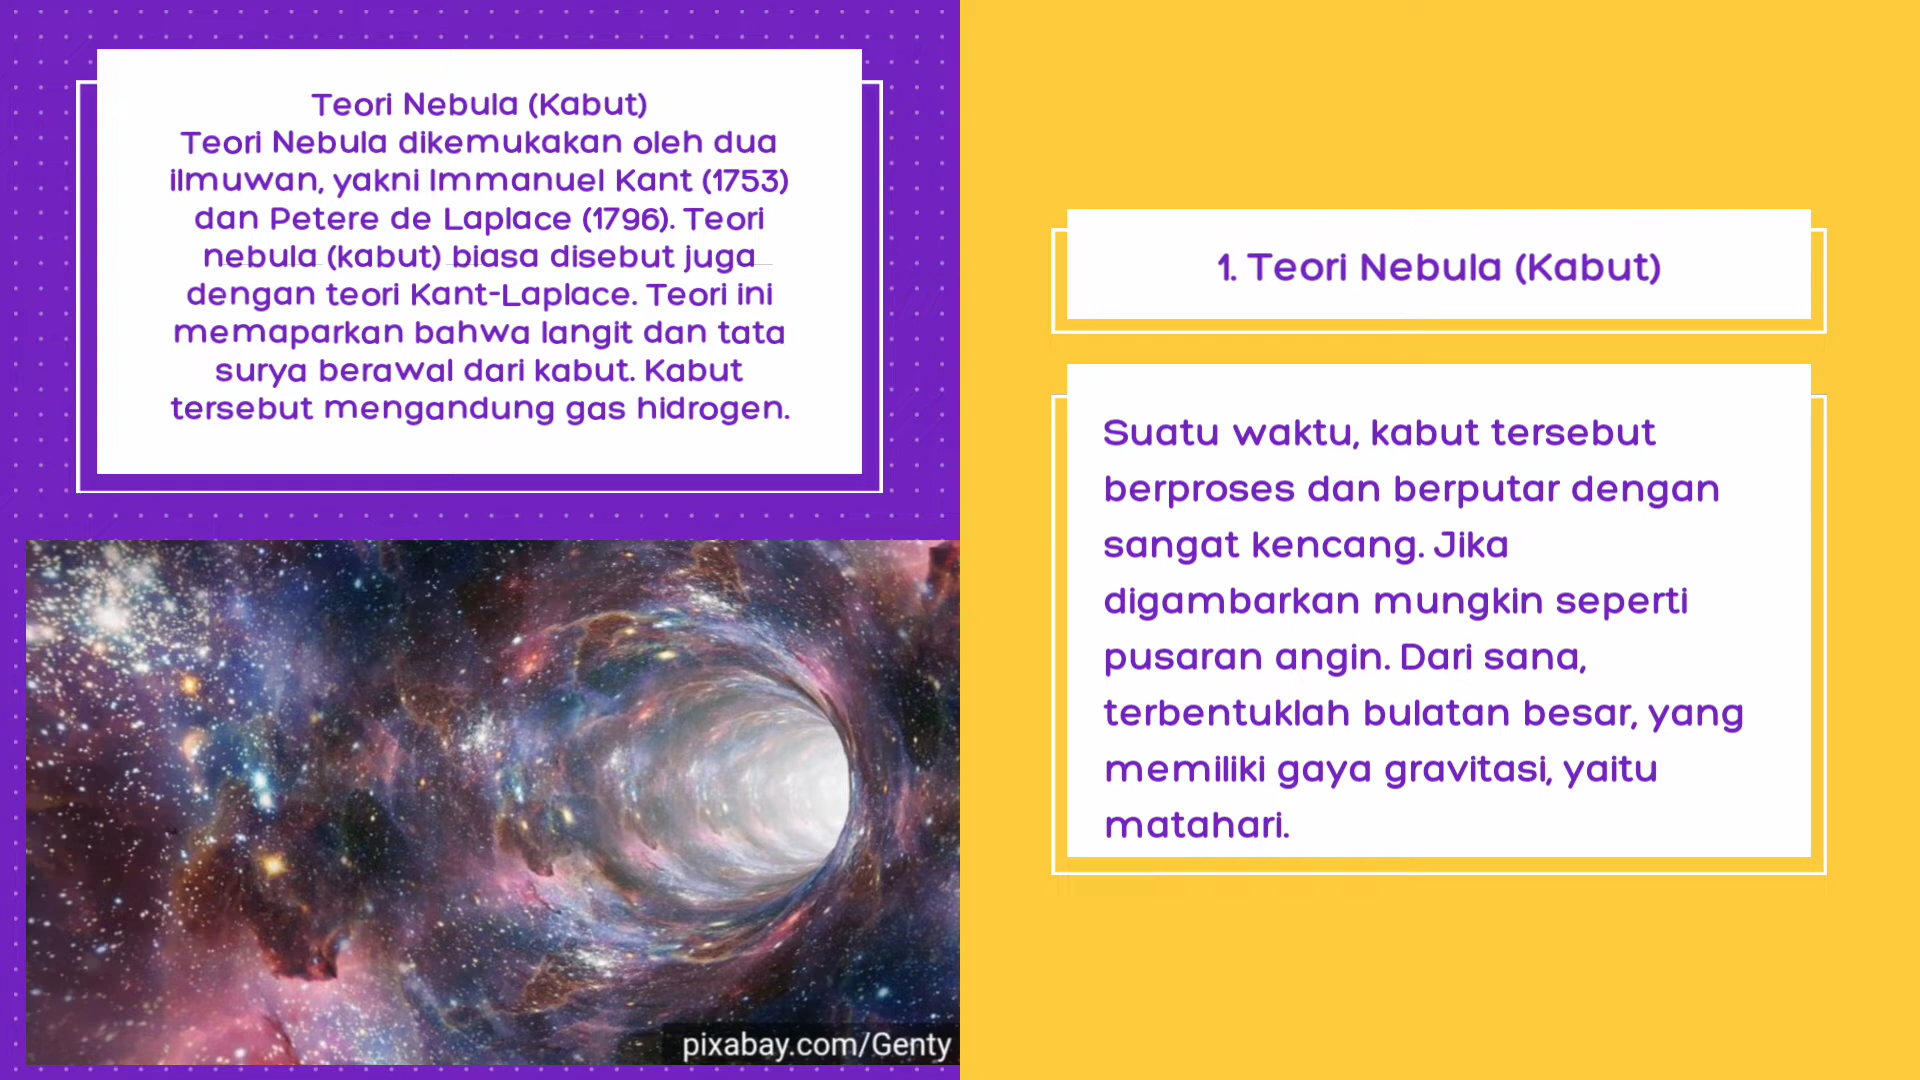 Teori Nebula (Kabut)
Teori Nebula dikemukakan oleh dua
ilmuwan, yakni Immanuel Kant (1753)
dan Petere de Laplace (1796). Teori
nebula (kabut) biasa disebut juga
dengan teori Kant-Laplace. Teori ini
memaparkan bahwa langit dan tata
surya berawal dari kabut. Kabut
tersebut mengandung gas hidrogen.
pixabay.com/Genty
1. Teori Nebula (Kabut)
Suatu waktu, kabut tersebut
berproses dan berputar dengan
sangat kencang. Jika
digambarkan mungkin seperti
pusaran angin. Dari sana,
terbentuklah bulatan besar, yang
memiliki gaya gravitasi, yaitu
matahari.